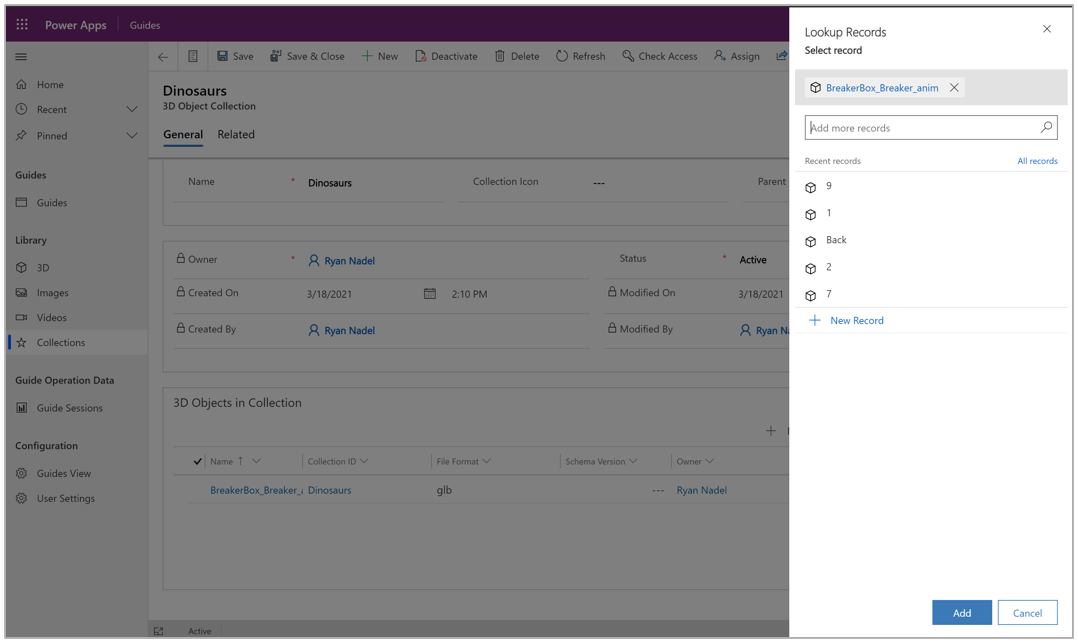 Power Apps Guides
Lookup Records
Select record
Save Save & Close New Deactivate Delete Refresh Check Access Assign
Home
Recent
Pinned
Guides
Guides
Library
3D
Images
Videos
Collections
Guide Operation Data
Guide Sessions
Configuration
Guides View
User Settings
Dinosaurs
3D Object Collection
General Related
Name * Dinosaurs Collection Icon --- Parent
Owner * Ryan Nadel Status * Active
Created On 3/18/2021 2:10 PM Modified On 3/18/2021
Created By Ryan Nadel Modified By Ryan Na
3D Objects in Collection
Name Collection ID File Format Schema Version Owner
BreakerBox_Breaker_ Dinosaurs glb --- Ryan Nadel
Active
BreakerBox_Breaker_anim
Add more records
Recent records All records
9
1
Back
2
7
New Record
Add Cancel